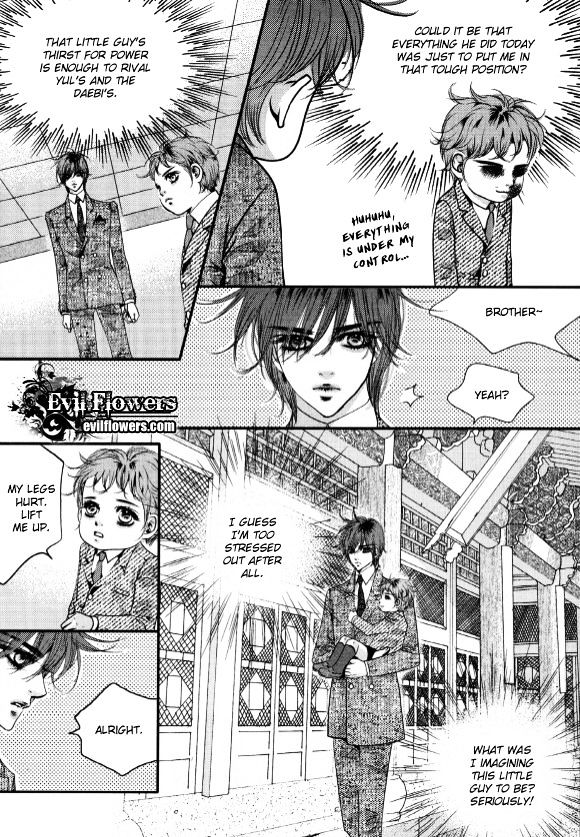 THAT LITTLE GUY'S
THIRST FOR POWER
IS ENOUGH TO RIVAL
YUL'S AND THE
DAEBI'S.
COULD IT BE THAT
EVERYTHING HE DID TODAY
WAS JUST TO PUT ME IN
THAT TOUGH POSITION?
HUHUHU,
EVERYTHING
IS UNDER MY
CONTROL...
BROTHER~
YEAH?
Evil Flowers
evilflowers.com
MY LEGS
HURT.
LIFT
ME UP.
I GUESS
I'M TOO
STRESSED
OUT AFTER
ALL.
ALRIGHT.
WHAT WAS
I IMAGINING
THIS LITTLE
GUY TO BE?
SERIOUSLY!